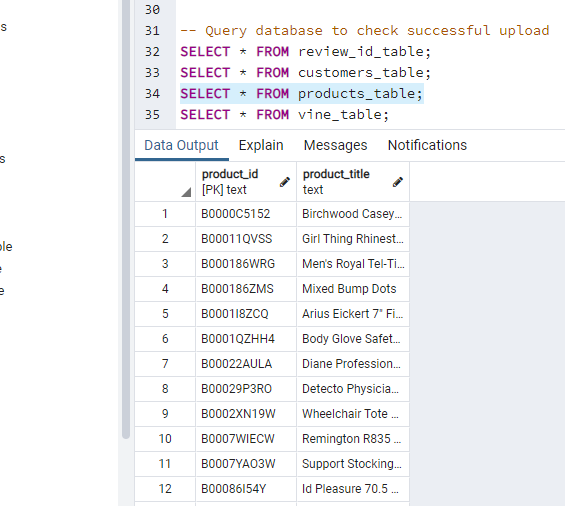 s
s
ble
e
e
30
31 -- Query database to check successful upload
32 SELECT * FROM review_id_table;
33 SELECT * FROM customers_table;
34 SELECT * FROM products_table;
35 SELECT * FROM vine_table;
Data Output Explain Messages Notifications
product_id product_title
[PK] text text
1 B0000C5152 Birchwood Casey...
2 B00011QVSS Girl Thing Rhinest...
3 B000186WRG Men's Royal Tel-Ti...
4 B000186ZMS Mixed Bump Dots
5 B0001I8ZCQ Arius Eickert 7" Fi...
6 B0001QZHH4 Body Glove Safet...
7 B00022AULA Diane Profession...
8 B00029P3RO Detecto Physicia...
9 B0002XN19W Wheelchair Tote ...
10 B0007WIECW Remington R835 ...
11 B0007YAO3W Support Stocking...
12 B00086I54Y Id Pleasure 70.5 ...